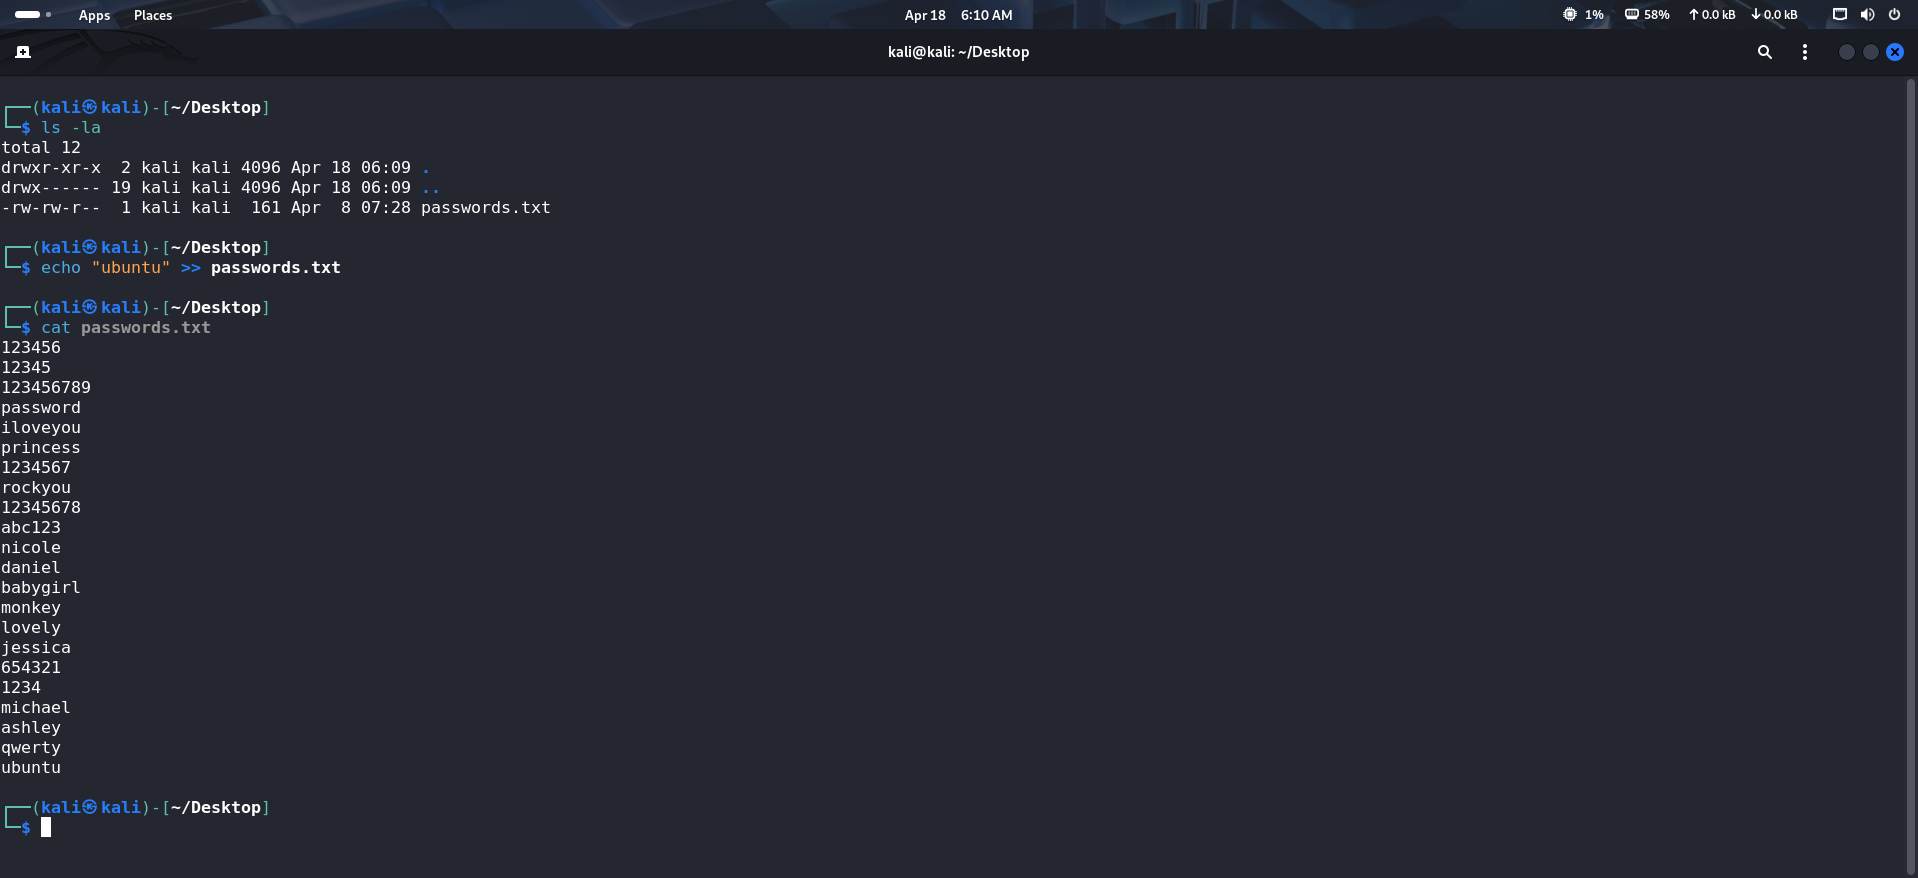 Apps Places Apr 18 6:10 AM 1% 58% ↑ 0.0 kB ↓ 0.0 kB
kali@kali: ~/Desktop
┌──(kali㉿kali)-[~/Desktop]
└─$ ls -la
total 12
drwxr-xr-x  2 kali kali 4096 Apr 18 06:09 .
drwx------ 19 kali kali 4096 Apr 18 06:09 ..
-rw-rw-r--  1 kali kali  161 Apr  8 07:28 passwords.txt
┌──(kali㉿kali)-[~/Desktop]
└─$ echo "ubuntu" >> passwords.txt
┌──(kali㉿kali)-[~/Desktop]
└─$ cat passwords.txt
123456
12345
123456789
password
iloveyou
princess
1234567
rockyou
12345678
abc123
nicole
daniel
babygirl
monkey
lovely
jessica
654321
1234
michael
ashley
qwerty
ubuntu
┌──(kali㉿kali)-[~/Desktop]
└─$